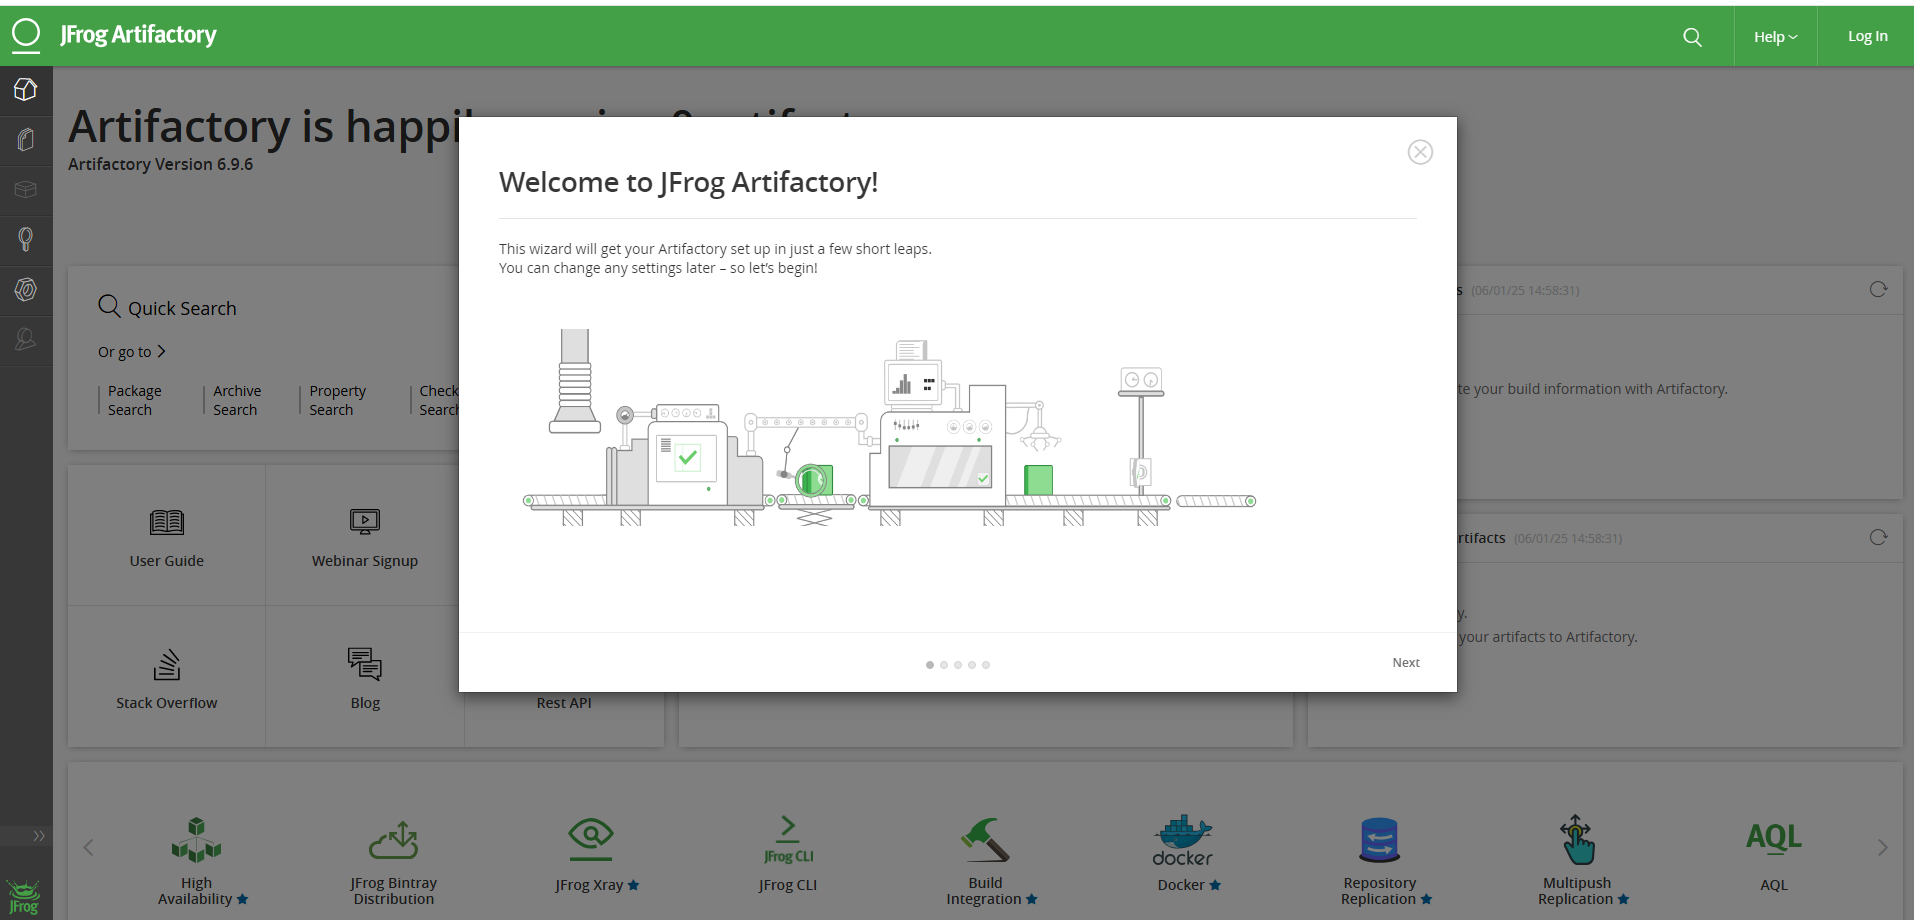 JFrog Artifactory
Help
Log In
Artifactory is happily
Artifactory Version 6.9.6
Welcome to JFrog Artifactory!
This wizard will get your Artifactory set up in just a few short leaps.
You can change any settings later – so let's begin!
Next
Quick Search
Or go to
Package
Search
Archive
Search
Property
Search
Check
Search
s (06/01/25 14:58:31)
te your build information with Artifactory.
rtifacts (06/01/25 14:58:31)
y.
your artifacts to Artifactory.
User Guide
Webinar Signup
Stack Overflow
Blog
Rest API
High
Availability
JFrog Bintray
Distribution
JFrog Xray
JFrog CLI
JFrog CLI
Build
Integration
docker
Docker
Repository
Replication
Multipush
Replication
AQL
AQL
JFrog